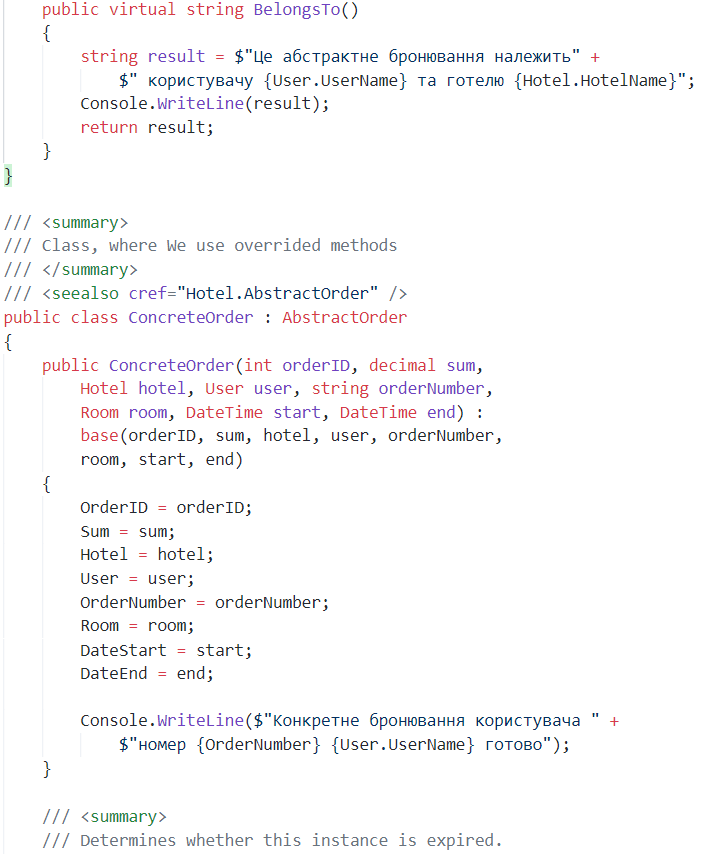 public virtual string BelongsTo()
{
string result = $"Це абстрактне бронювання належить" +
$" користувачу {User.UserName} та готелю {Hotel.HotelName}";
Console.WriteLine(result);
return result;
}
}
/// <summary>
/// Class, where We use overrided methods
/// </summary>
/// <seealso cref="Hotel.AbstractOrder" />
public class ConcreteOrder : AbstractOrder
{
public ConcreteOrder(int orderID, decimal sum,
Hotel hotel, User user, string orderNumber,
Room room, DateTime start, DateTime end) :
base(orderID, sum, hotel, user, orderNumber,
room, start, end)
{
OrderID = orderID;
Sum = sum;
Hotel = hotel;
User = user;
OrderNumber = orderNumber;
Room = room;
DateStart = start;
DateEnd = end;
Console.WriteLine($"Конкретне бронювання користувача " +
$"номер {OrderNumber} {User.UserName} готово");
}
/// <summary>
/// Determines whether this instance is expired.